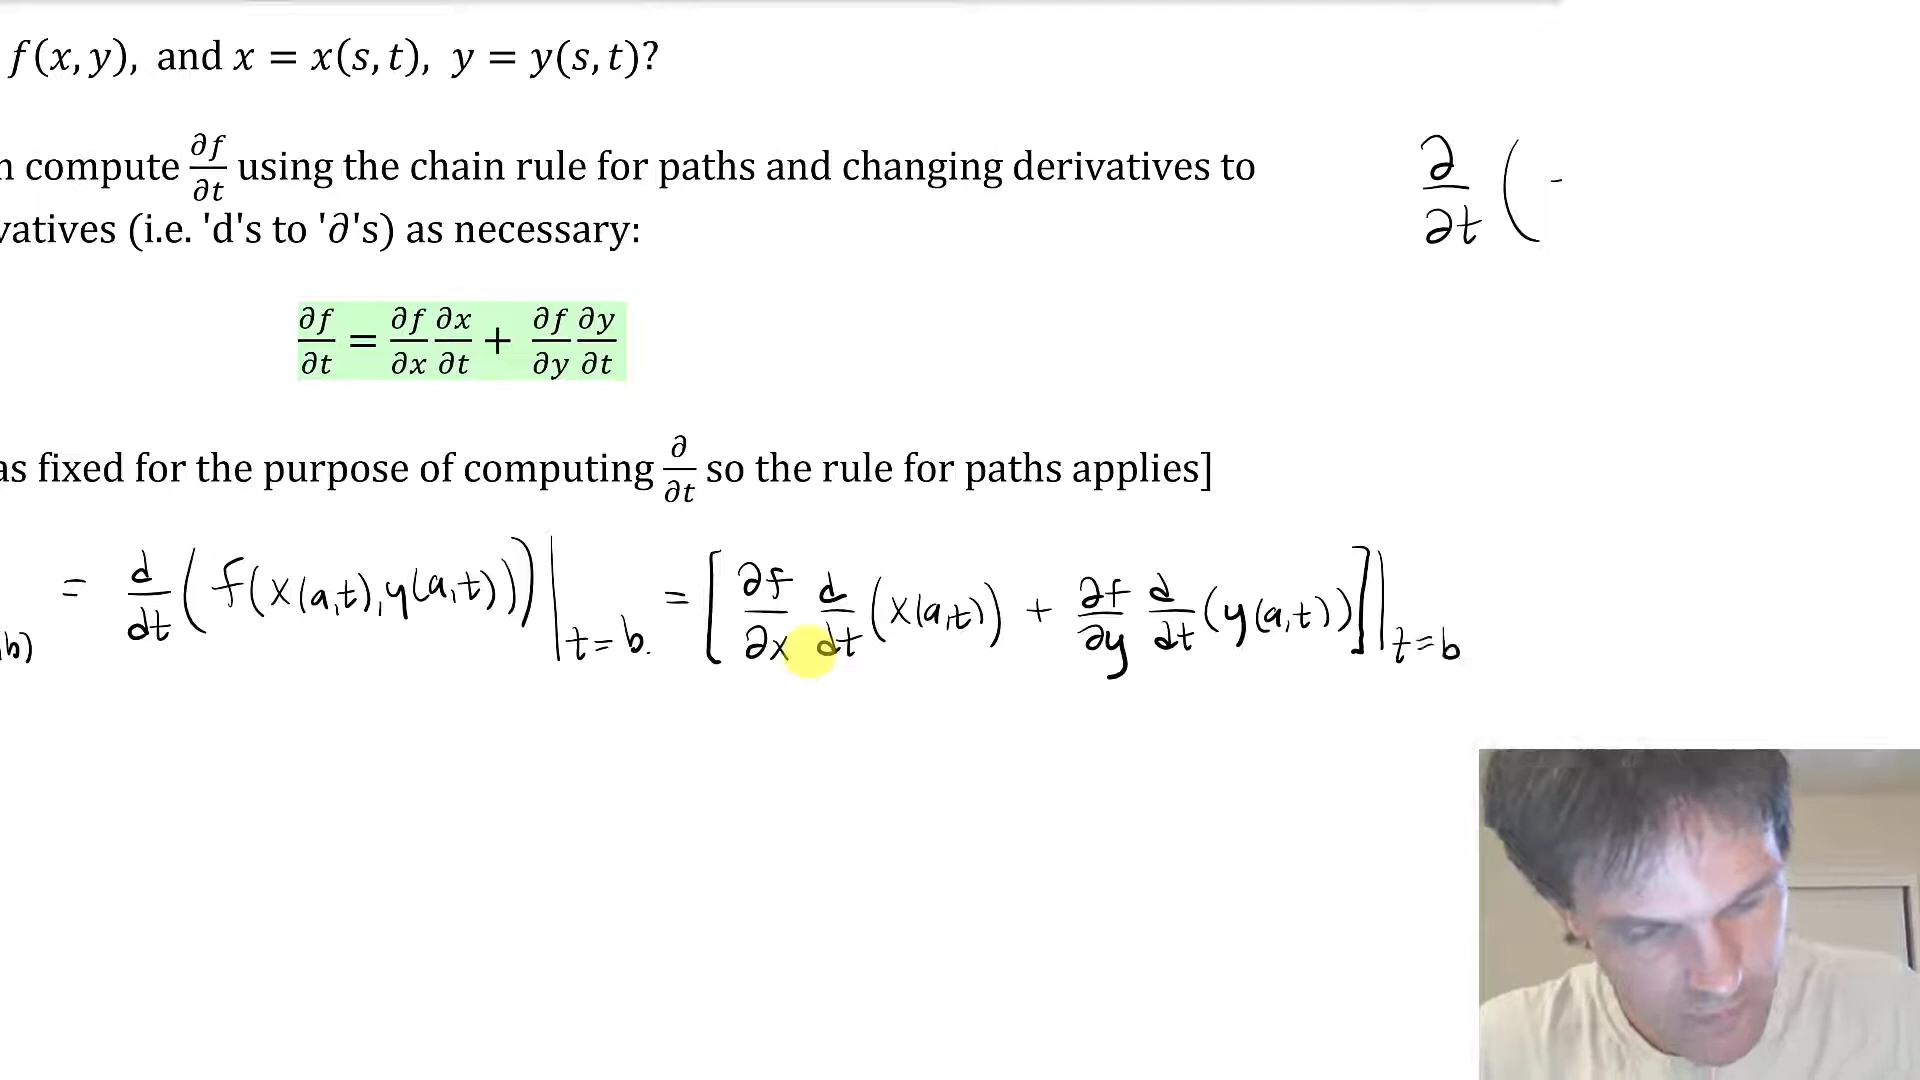 f(x, y), and x = x(s, t), y = y(s, t)?
n compute ∂f/∂t using the chain rule for paths and changing derivatives to
vatives (i.e. 'd's to '∂'s) as necessary:
∂/∂t ( -
∂f/∂t = ∂f/∂x ∂x/∂t + ∂f/∂y ∂y/∂t
as fixed for the purpose of computing ∂/∂t so the rule for paths applies]
b) = d/dt (f(x(a,t),y(a,t)))|t=b. = [∂f/∂x d/dt (x(a,t)) + ∂f/∂y d/dt (y(a,t))]|t=b